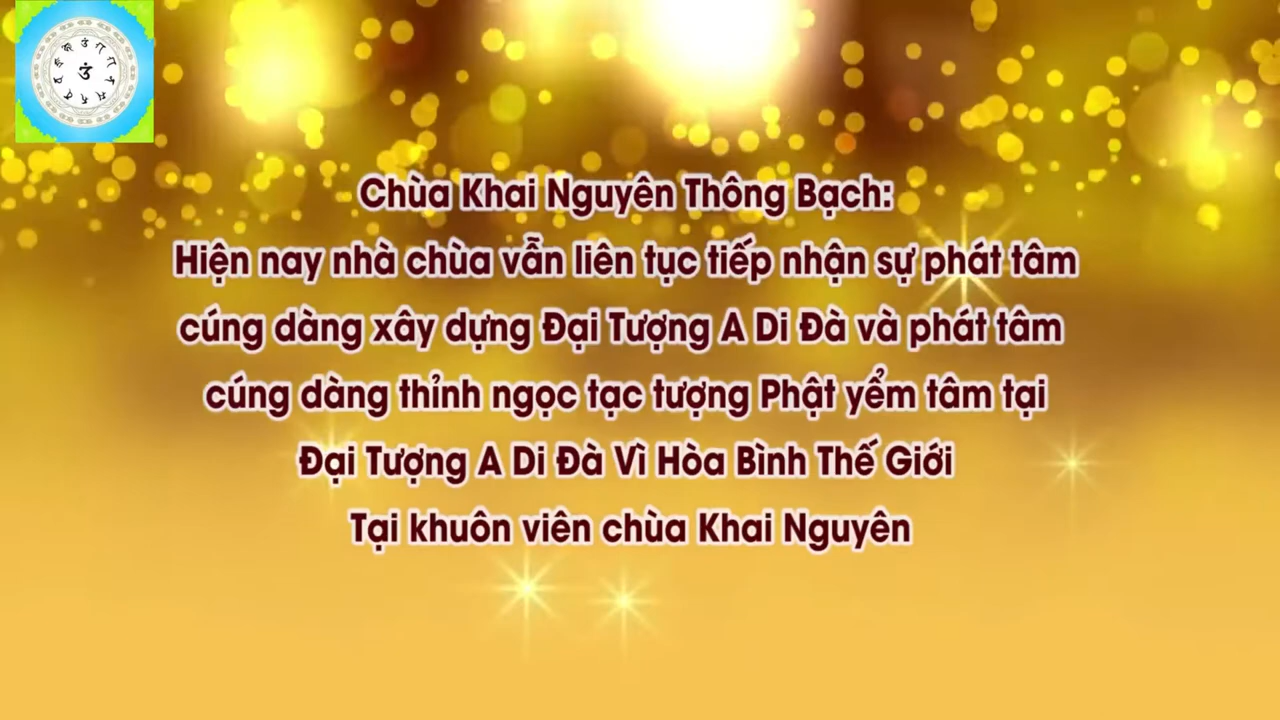 Chùa Khai Nguyên Thông Bạch:
Hiện nay nhà chùa vẫn liên tục tiếp nhận sự phát tâm
cúng dàng xây dựng Đại Tượng A Di Đà và phát tâm
cúng dàng thỉnh ngọc tạc tượng Phật yểm tâm tại
Đại Tượng A Di Đà Vì Hòa Bình Thế Giới
Tại khuôn viên chùa Khai Nguyên